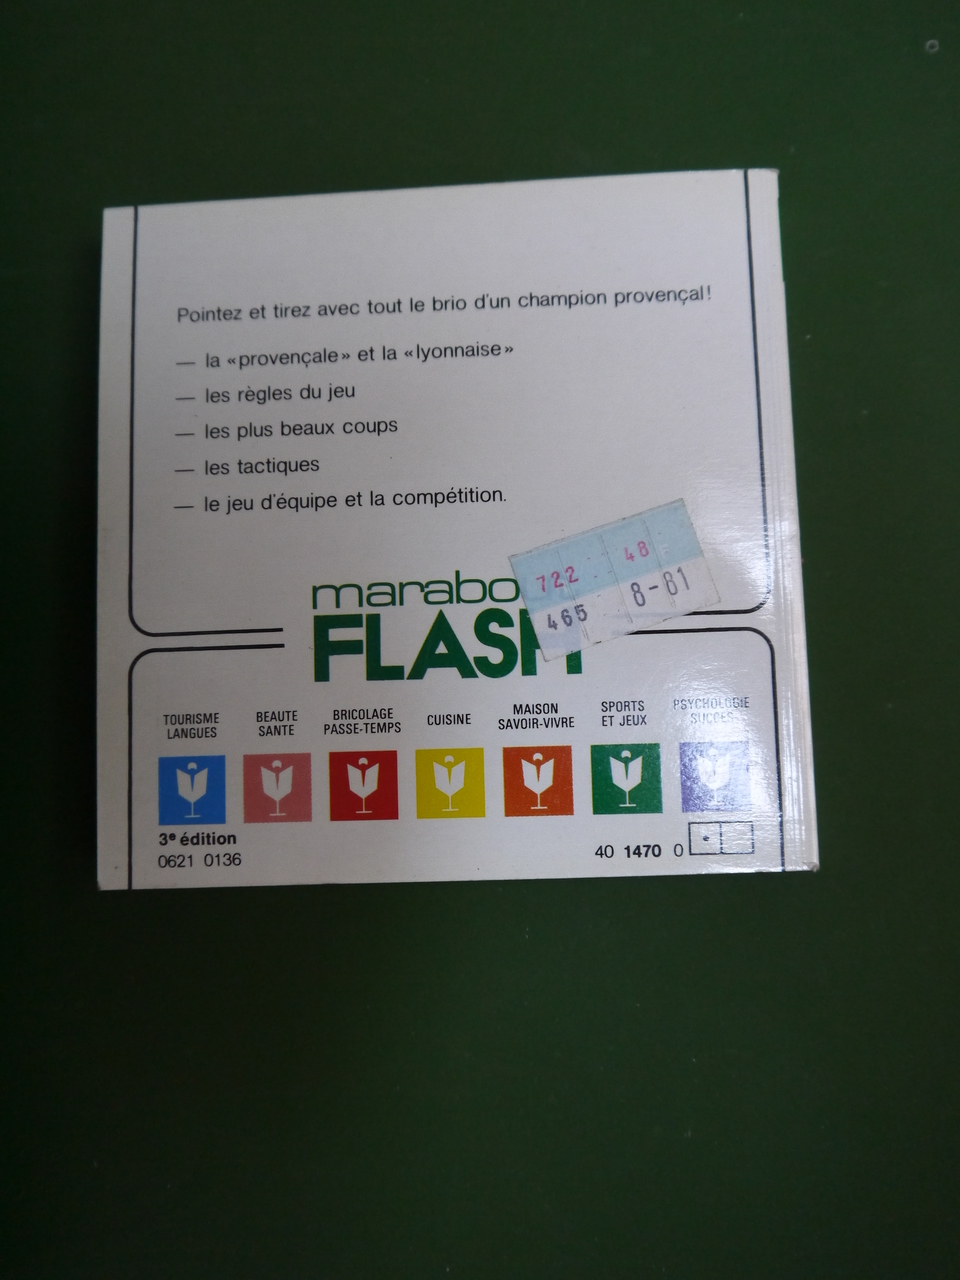 Pointez et tirez avec tout le brio d'un champion provençal!
— la «provençale» et la «lyonnaise»
— les règles du jeu
— les plus beaux coups
— les tactiques
— le jeu d'équipe et la compétition.
722 48
465 8-81
marabo
FLASH
TOURISME
LANGUES
BEAUTE
SANTE
BRICOLAGE
PASSE-TEMPS
CUISINE
MAISON
SAVOIR-VIVRE
SPORTS
ET JEUX
PSYCHOLOGIE
SUCCES
3e édition
0621 0136
40 1470 0 e